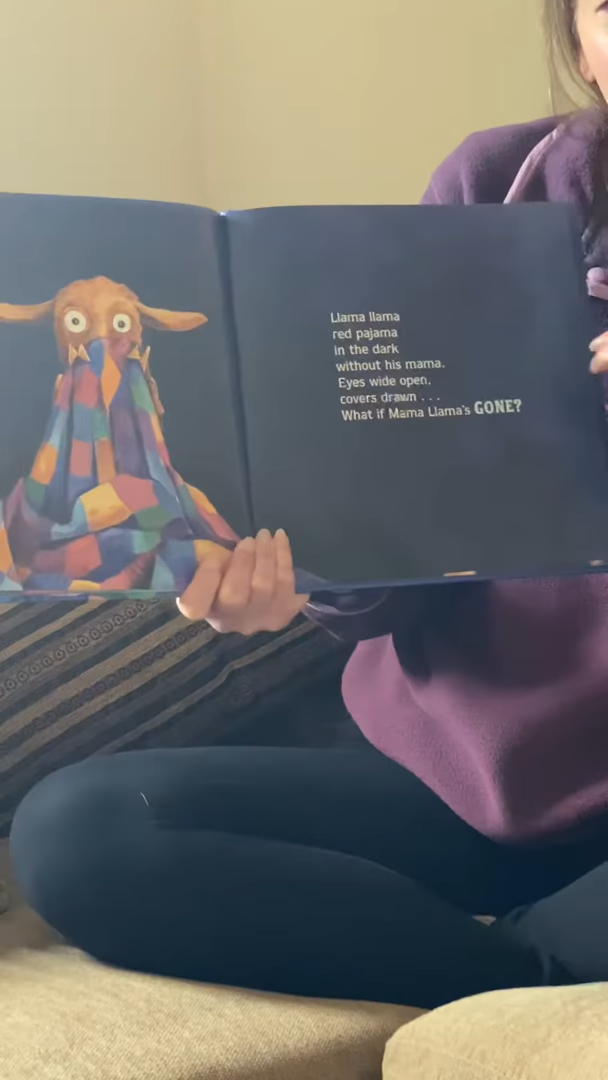 Llama llama
red pajama
in the dark
without his mama.
Eyes wide open,
covers drawn . . .
What if Mama Llama's GONE?